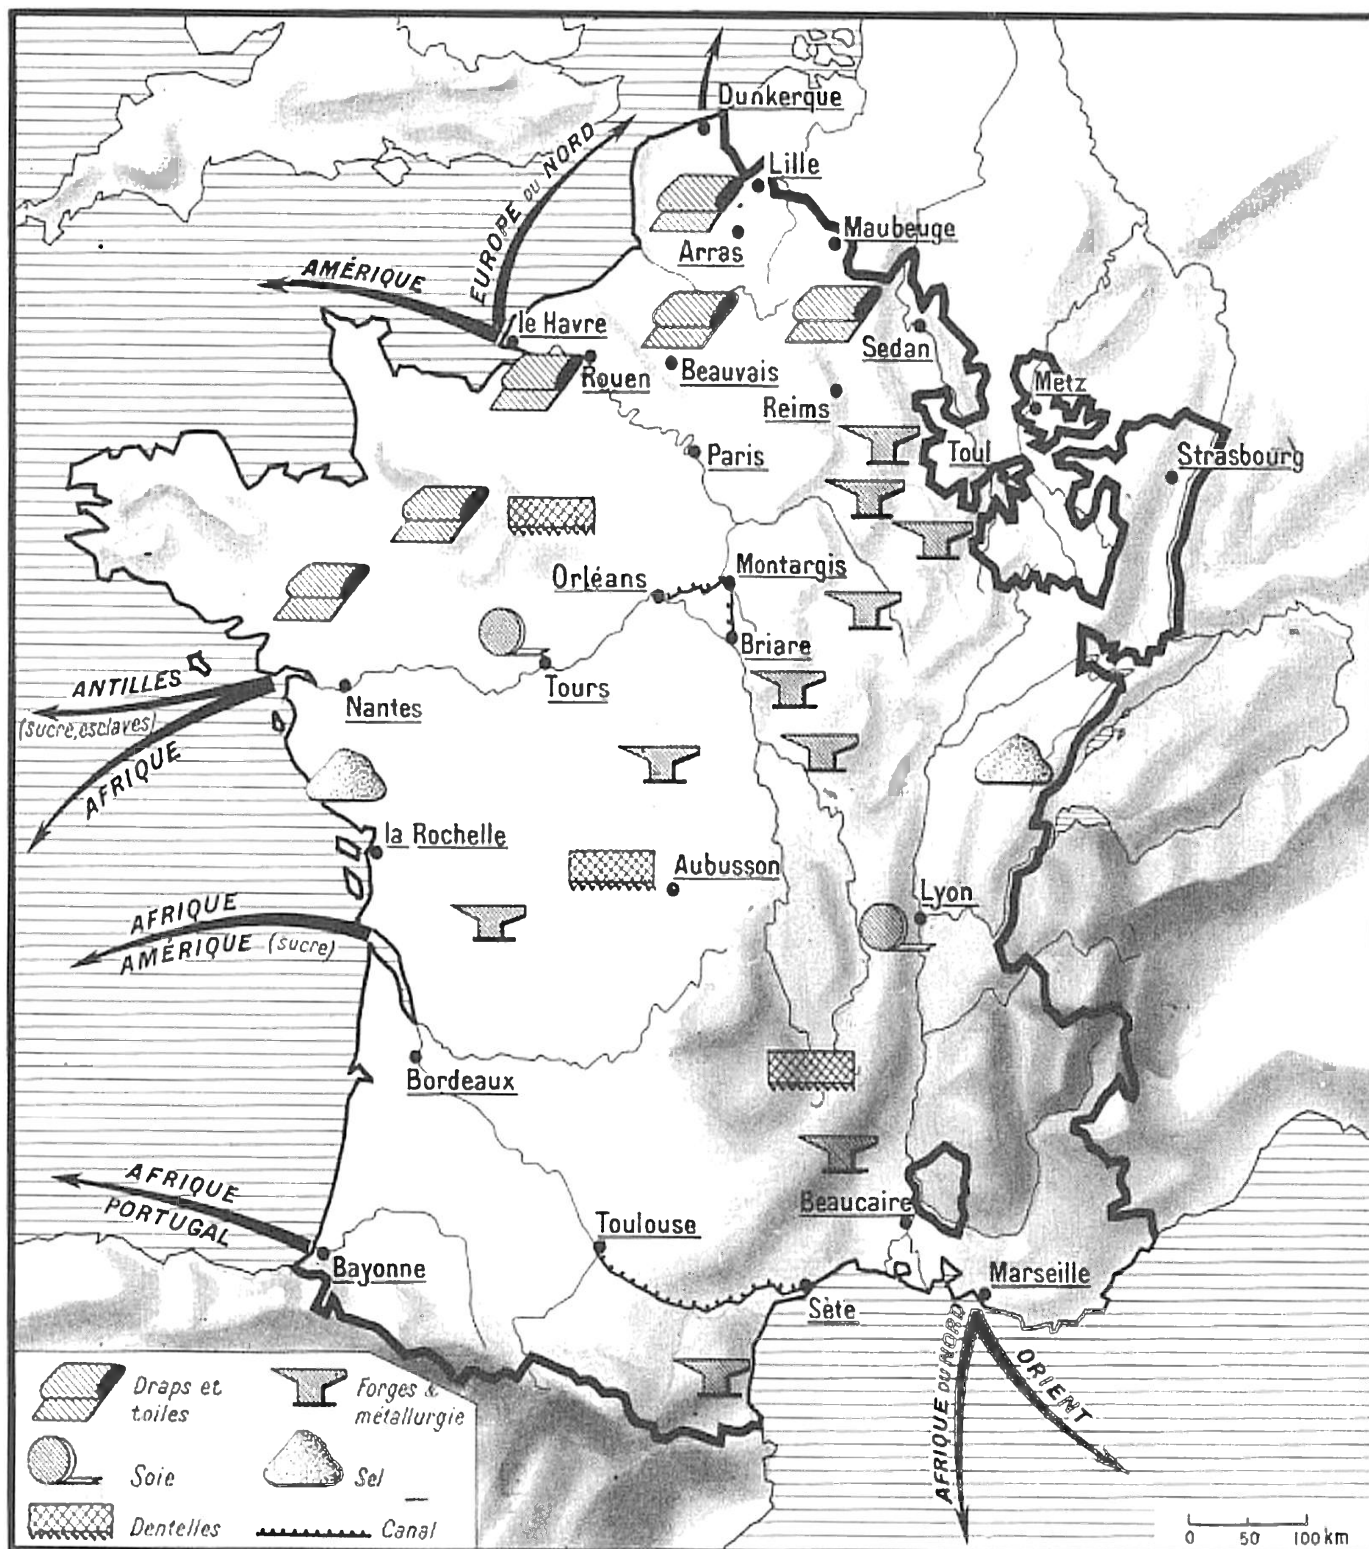 Dunkerque
EUROPE DU NORD
Lille
Arras
Maubeuge
AMÉRIQUE
le Havre
Rouen
Beauvais
Sedan
Reims
Metz
Paris
Toul
Strasbourg
Orléans
Montargis
Briare
Tours
Nantes
ANTILLES
(sucre, esclaves)
AFRIQUE
la Rochelle
Aubusson
Lyon
AFRIQUE
AMÉRIQUE (sucre)
Bordeaux
AFRIQUE
PORTUGAL
Bayonne
Toulouse
Beaucaire
Sète
Marseille
AFRIQUE DU NORD
ORIENT
Draps et
toiles
Forges &
métallurgie
Soie
Sel
Dentelles
Canal
0 50 100 km